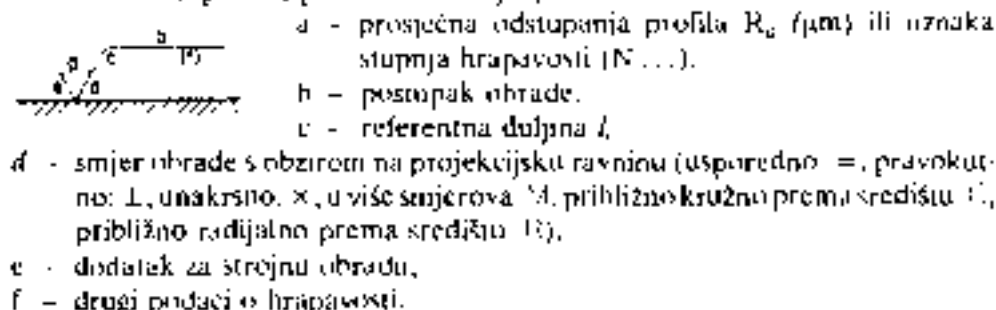 a - prosječna odstupanja profila Ra (μm) ili oznaka
stupnja hrapavosti (N ...).
b - postupak obrade,
c - referentna duljina l,
d - smjer obrade s obzirom na projekcijsku ravninu (usporedno: =, pravokut-
no: ⊥, unakrsno: ×, u više smjerova M, približno kružno prema središtu C,
približno radijalno prema središtu R),
e - dodatak za strojnu obradu,
f - drugi podaci o hrapavosti.
a
b
c (f)
e d